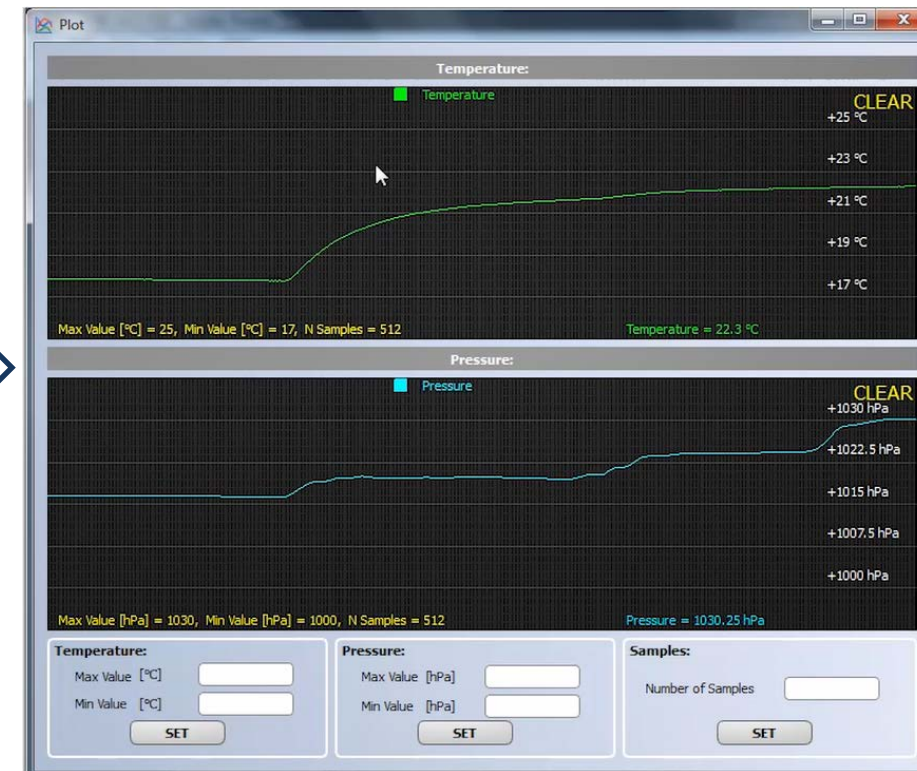 Plot
Temperature:
Temperature
CLEAR
+25 ºC
+23 ºC
+21 ºC
+19 ºC
+17 ºC
Max Value [ºC] = 25, Min Value [ºC] = 17, N Samples = 512
Temperature = 22.3 ºC
Pressure:
Pressure
CLEAR
+1030 hPa
+1022.5 hPa
+1015 hPa
+1007.5 hPa
+1000 hPa
Max Value [hPa] = 1030, Min Value [hPa] = 1000, N Samples = 512
Pressure = 1030.25 hPa
Temperature:
Max Value [ºC]
Min Value [ºC]
SET
Pressure:
Max Value [hPa]
Min Value [hPa]
SET
Samples:
Number of Samples
SET